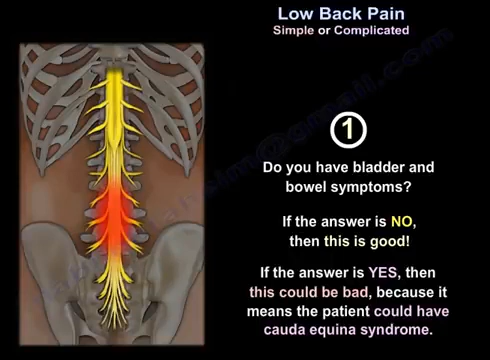 Low Back Pain
Simple or Complicated
1
Do you have bladder and
bowel symptoms?
If the answer is NO,
then this is good!
If the answer is YES, then
this could be bad, because it
means the patient could have
cauda equina syndrome.